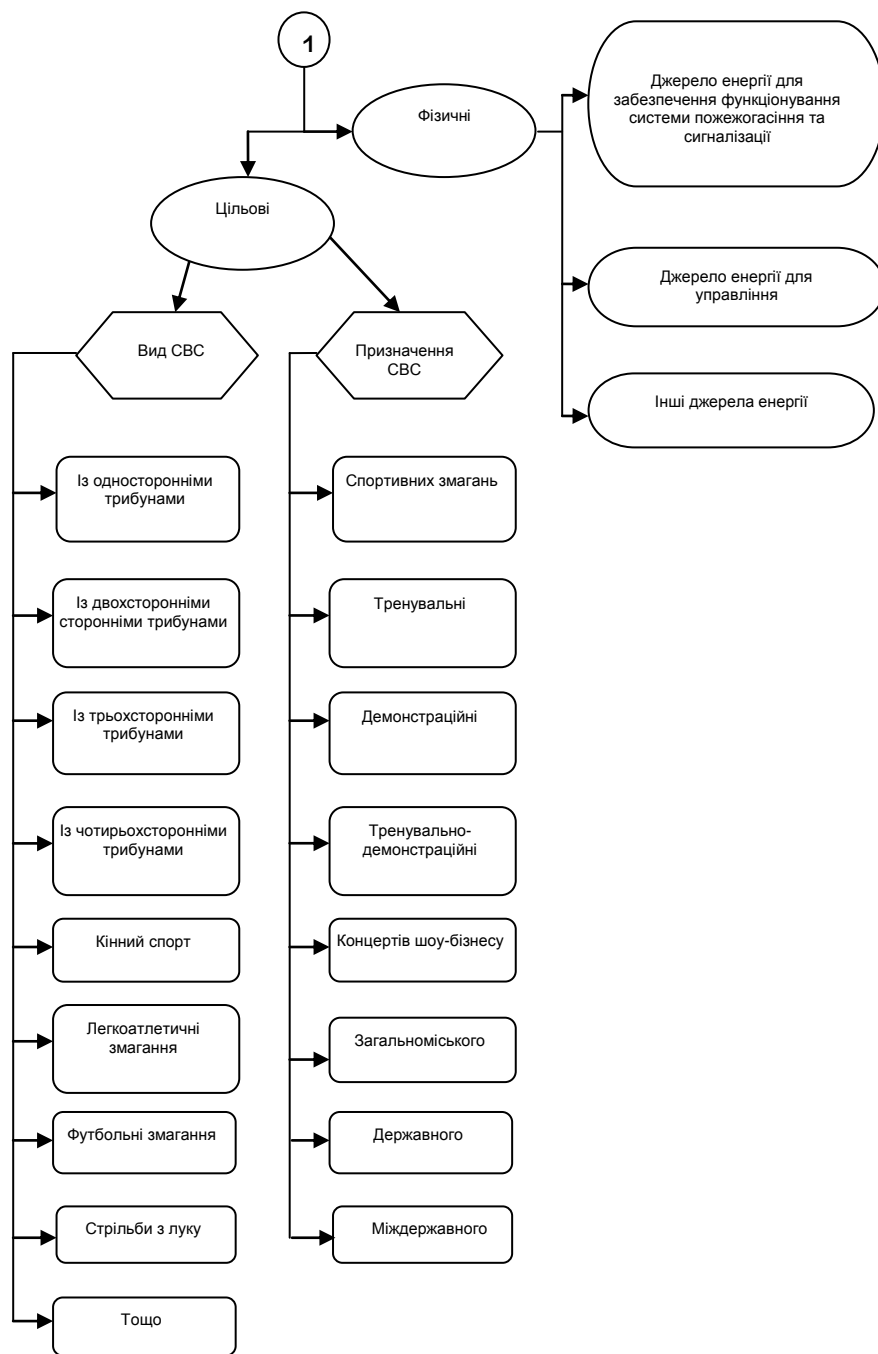 1
Фізичні
Джерело енергії для
забезпечення функціонування
системи пожежогасіння та
сигналізації
Цільові
Джерело енергії для
управління
Вид СВС
Призначення
СВС
Інші джерела енергії
Із односторонніми
трибунами
Спортивних змагань
Із двохсторонніми
сторонніми трибунами
Тренувальні
Із трьохсторонніми
трибунами
Демонстраційні
Із чотирьохсторонніми
трибунами
Тренувально-
демонстраційні
Кінний спорт
Концертів шоу-бізнесу
Легкоатлетичні
змагання
Загальноміського
Футбольні змагання
Державного
Стрільби з луку
Міждержавного
Тощо